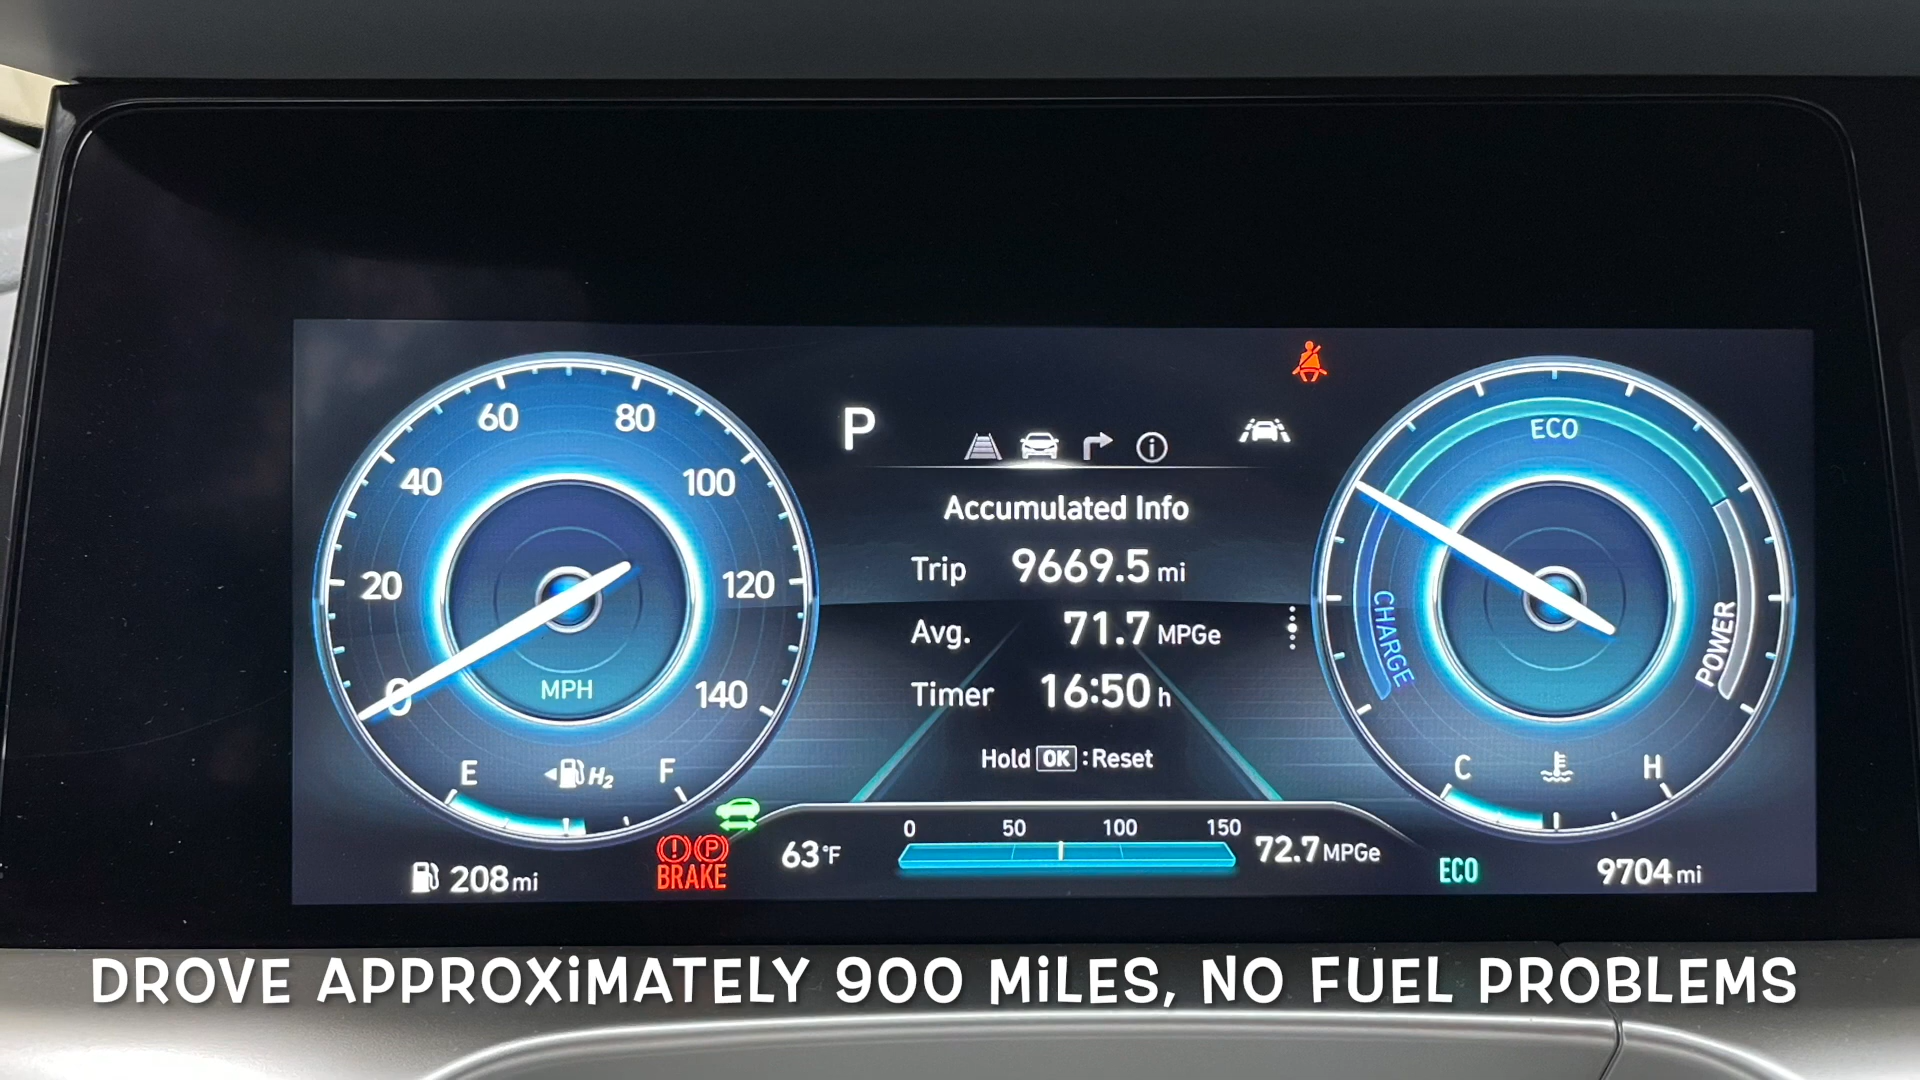 60 80
40 100
20 120
0 140
MPH
E H2 F
208 mi
BRAKE
P
P
Accumulated Info
Trip 9669.5 mi
Avg. 71.7 MPGe
Timer 16:50 h
Hold OK : Reset
63°F
0 50 100 150
72.7 MPGe
ECO
CHARGE
POWER
C H
ECO
9704 mi
DROVE APPROXiMATELY 900 MiLES, NO FUEL PROBLEMS